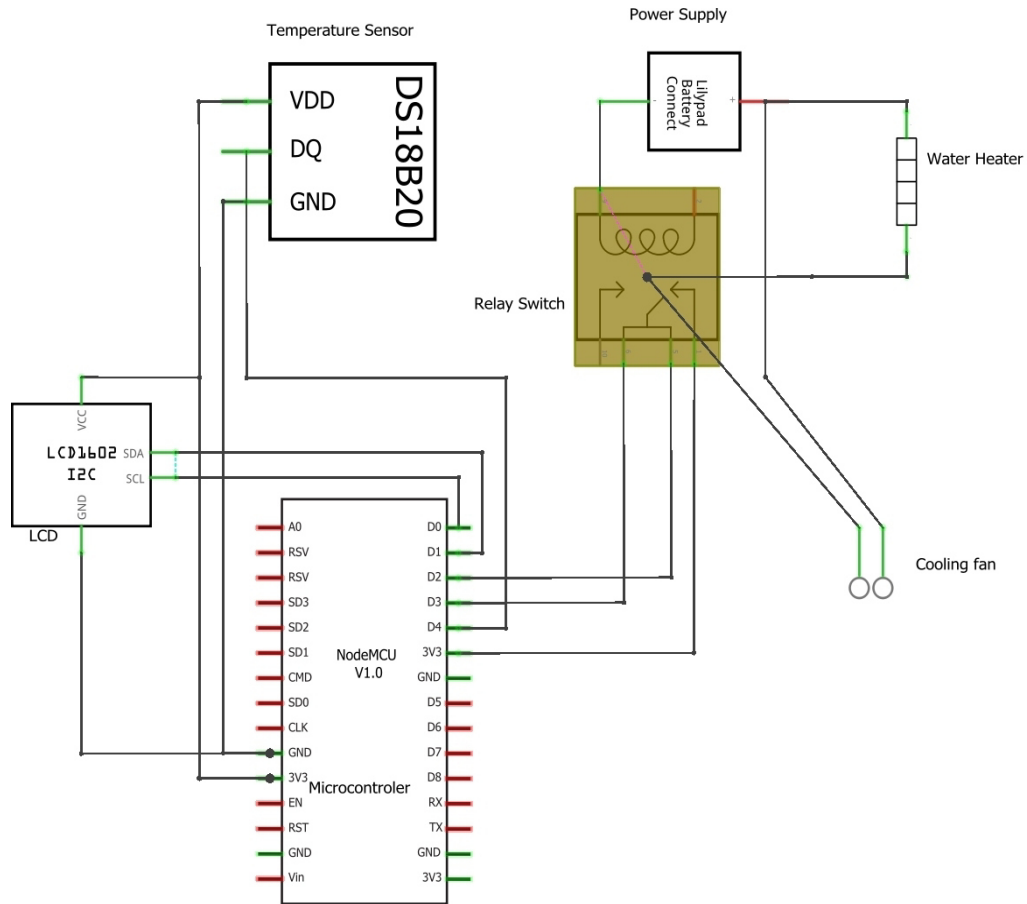 Power Supply
Temperature Sensor
Lilypad
Battery
Connect
-
+
VDD
DQ
GND
DS18B20
Water Heater
Relay Switch
VCC
LCD1602
I2C
SDA
SCL
GND
LCD
Cooling fan
A0
RSV
RSV
SD3
SD2
SD1
CMD
SD0
CLK
GND
3V3
EN
RST
GND
Vin
NodeMCU
V1.0
Microcontroler
D0
D1
D2
D3
D4
3V3
GND
D5
D6
D7
D8
RX
TX
GND
3V3